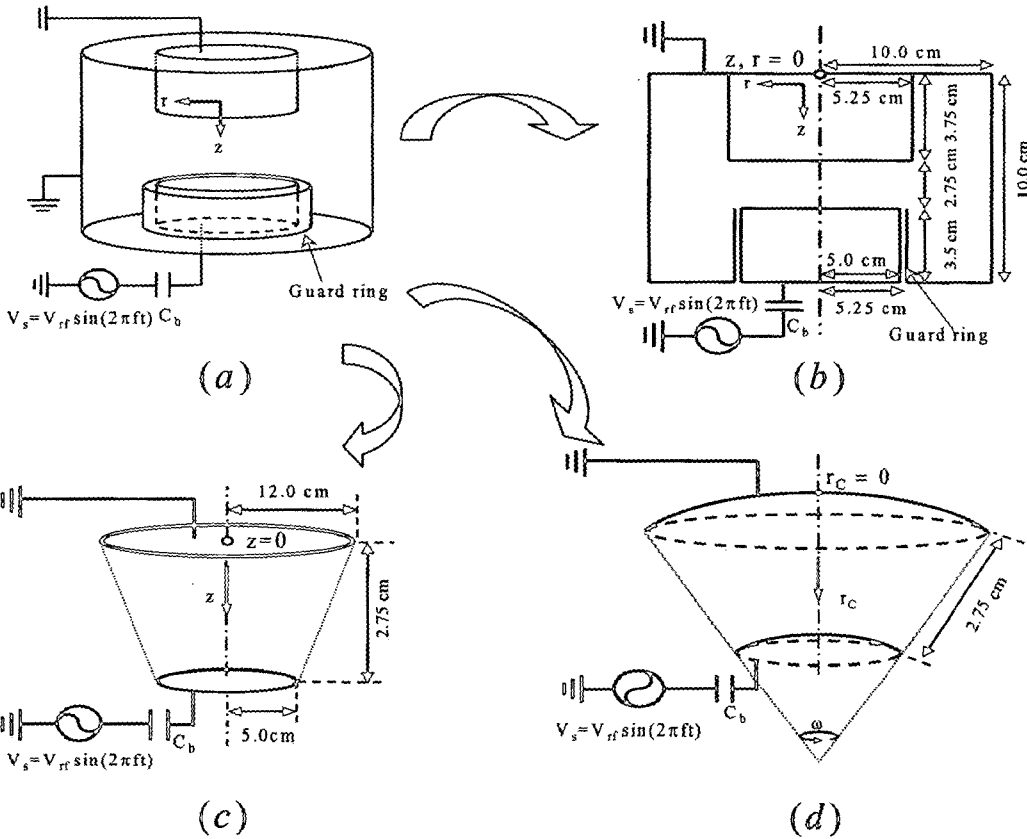 r
z
Guard ring
V_s=V_rf sin(2πft) C_b
(a)
z, r = 0
10.0 cm
5.25 cm
r
z
3.75 cm
2.75 cm
3.5 cm
10.0 cm
5.0 cm
5.25 cm
V_s=V_rf sin(2πft)
C_b
Guard ring
(b)
12.0 cm
z=0
z
2.75 cm
C_b
5.0cm
V_s=V_rf sin(2πft)
(c)
r_C = 0
r_C
2.75 cm
C_b
V_s=V_rf sin(2πft)
ω
(d)